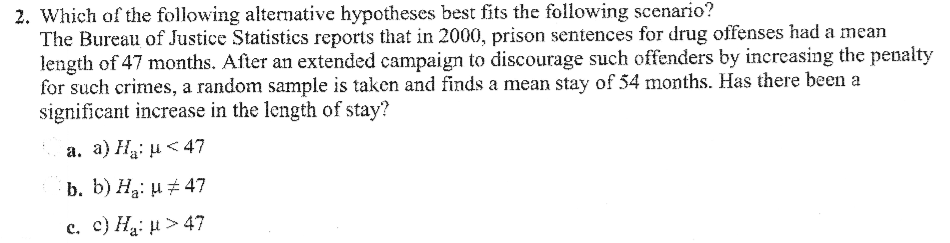 2. Which of the following alternative hypotheses best fits the following scenario?
The Bureau of Justice Statistics reports that in 2000, prison sentences for drug offenses had a mean
length of 47 months. After an extended campaign to discourage such offenders by increasing the penalty
for such crimes, a random sample is taken and finds a mean stay of 54 months. Has there been a
significant increase in the length of stay?
a. a) Hₐ: μ < 47
b. b) Hₐ: μ ≠ 47
c. c) Hₐ: μ > 47